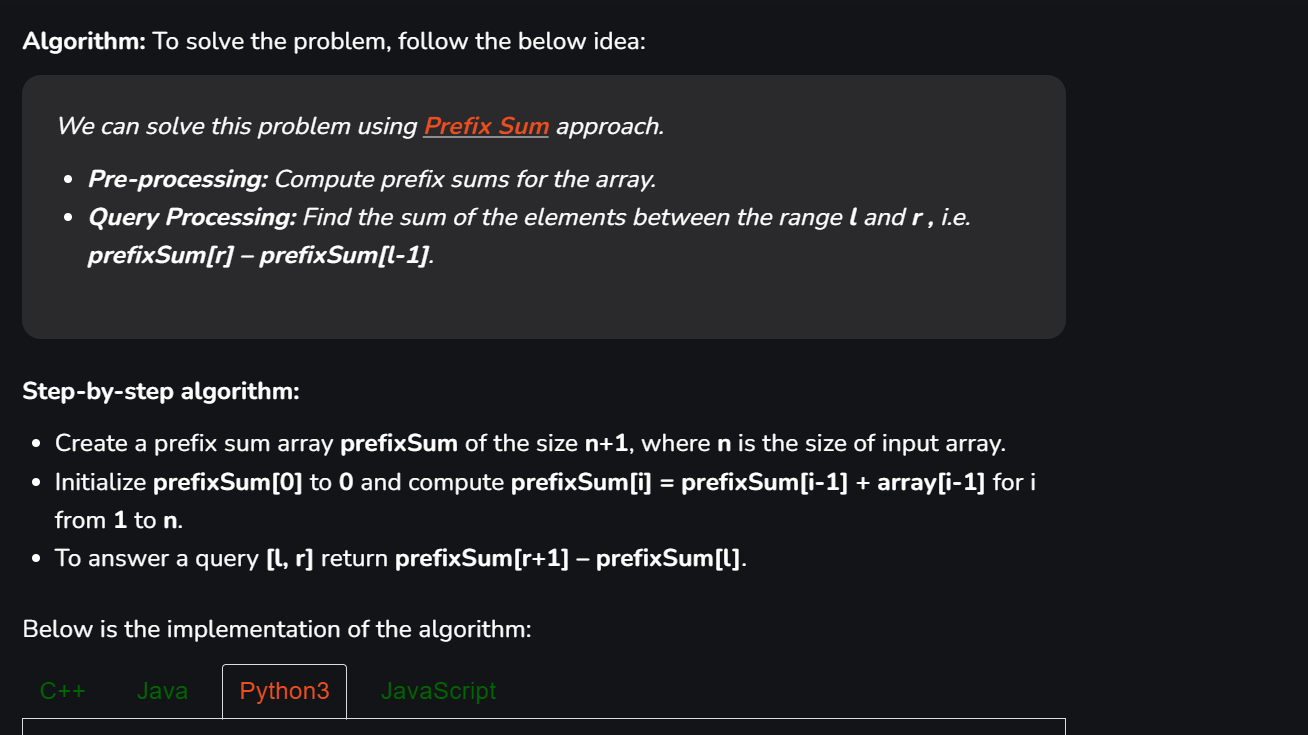 Algorithm: To solve the problem, follow the below idea:
We can solve this problem using Prefix Sum approach.
• Pre-processing: Compute prefix sums for the array.
• Query Processing: Find the sum of the elements between the range l and r , i.e.
prefixSum[r] – prefixSum[l-1].
Step-by-step algorithm:
• Create a prefix sum array prefixSum of the size n+1, where n is the size of input array.
• Initialize prefixSum[0] to 0 and compute prefixSum[i] = prefixSum[i-1] + array[i-1] for i
from 1 to n.
• To answer a query [l, r] return prefixSum[r+1] – prefixSum[l].
Below is the implementation of the algorithm:
C++ Java Python3 JavaScript